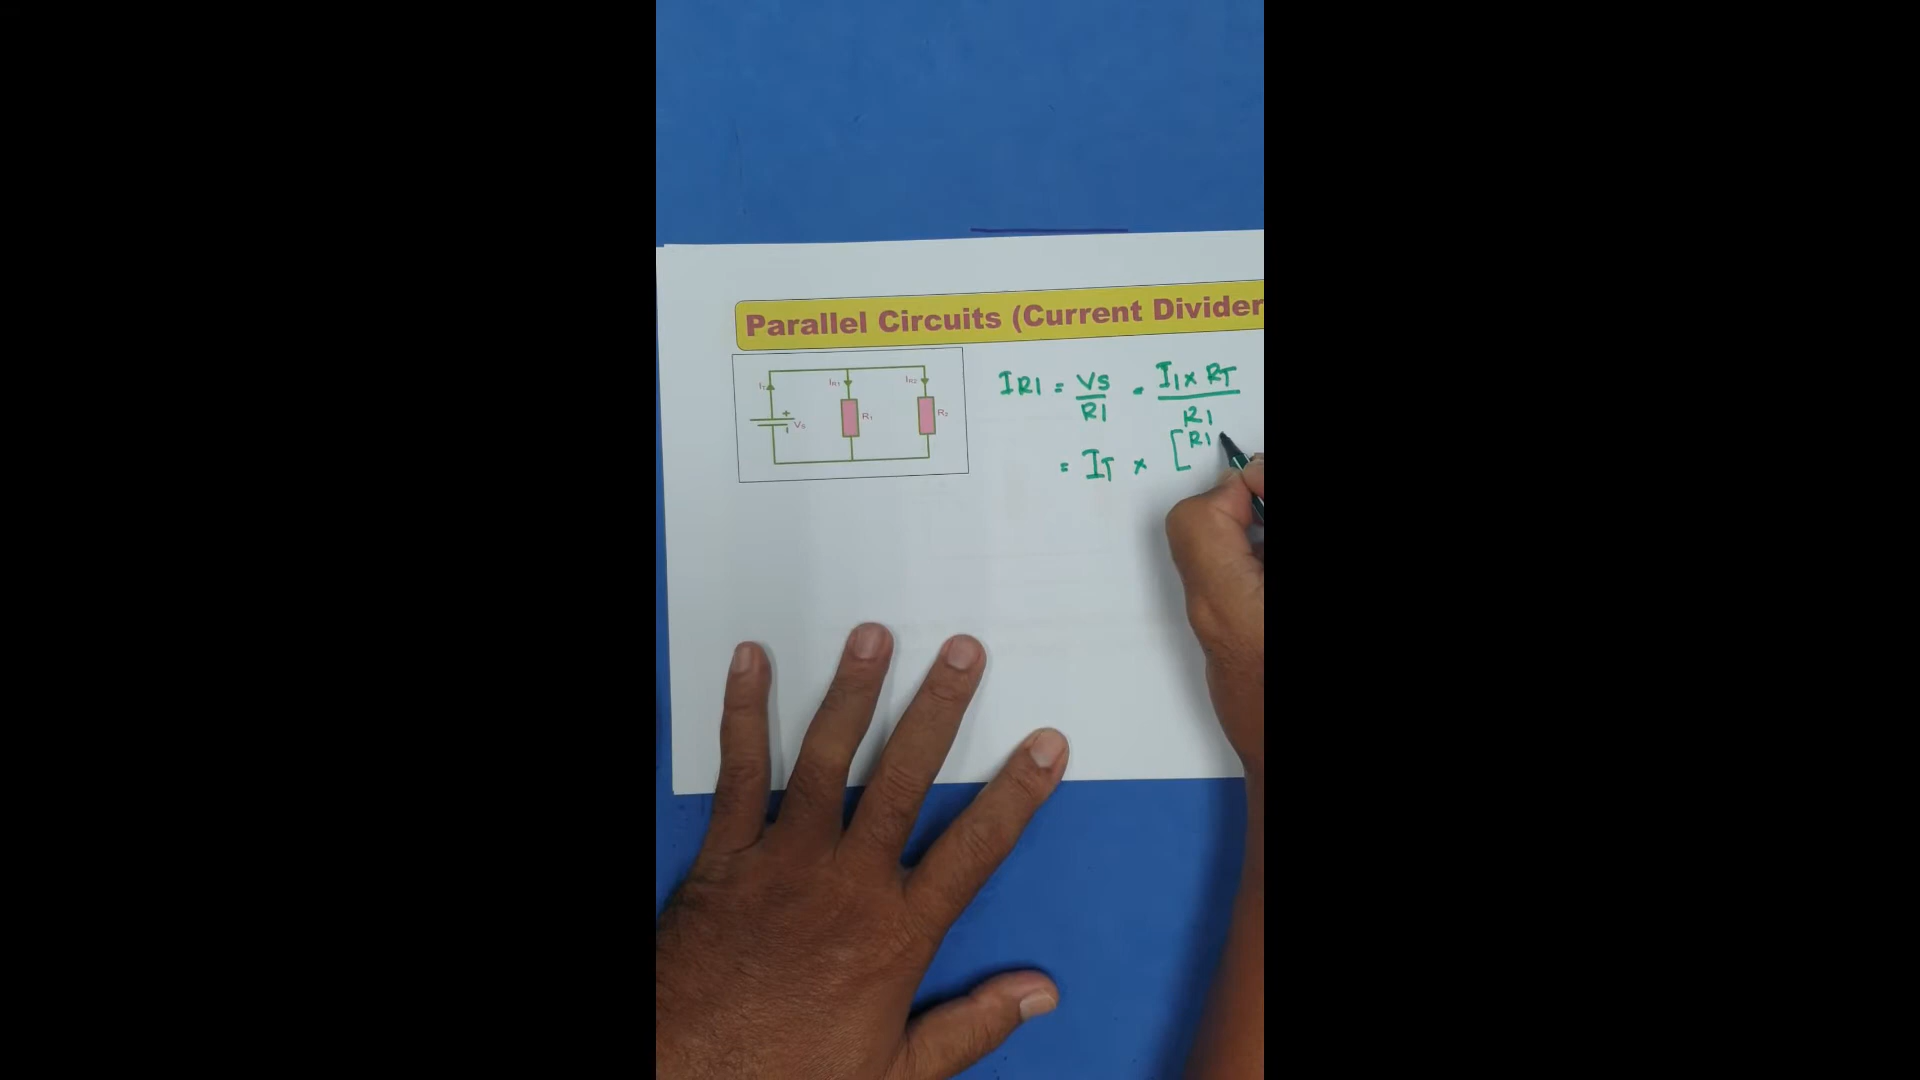 Parallel Circuits (Current Divider
IT
IR1
IR2
+
Vs
R1
R2
IR1 = Vs/R1 = I1 x RT/R1
= IT x [R1